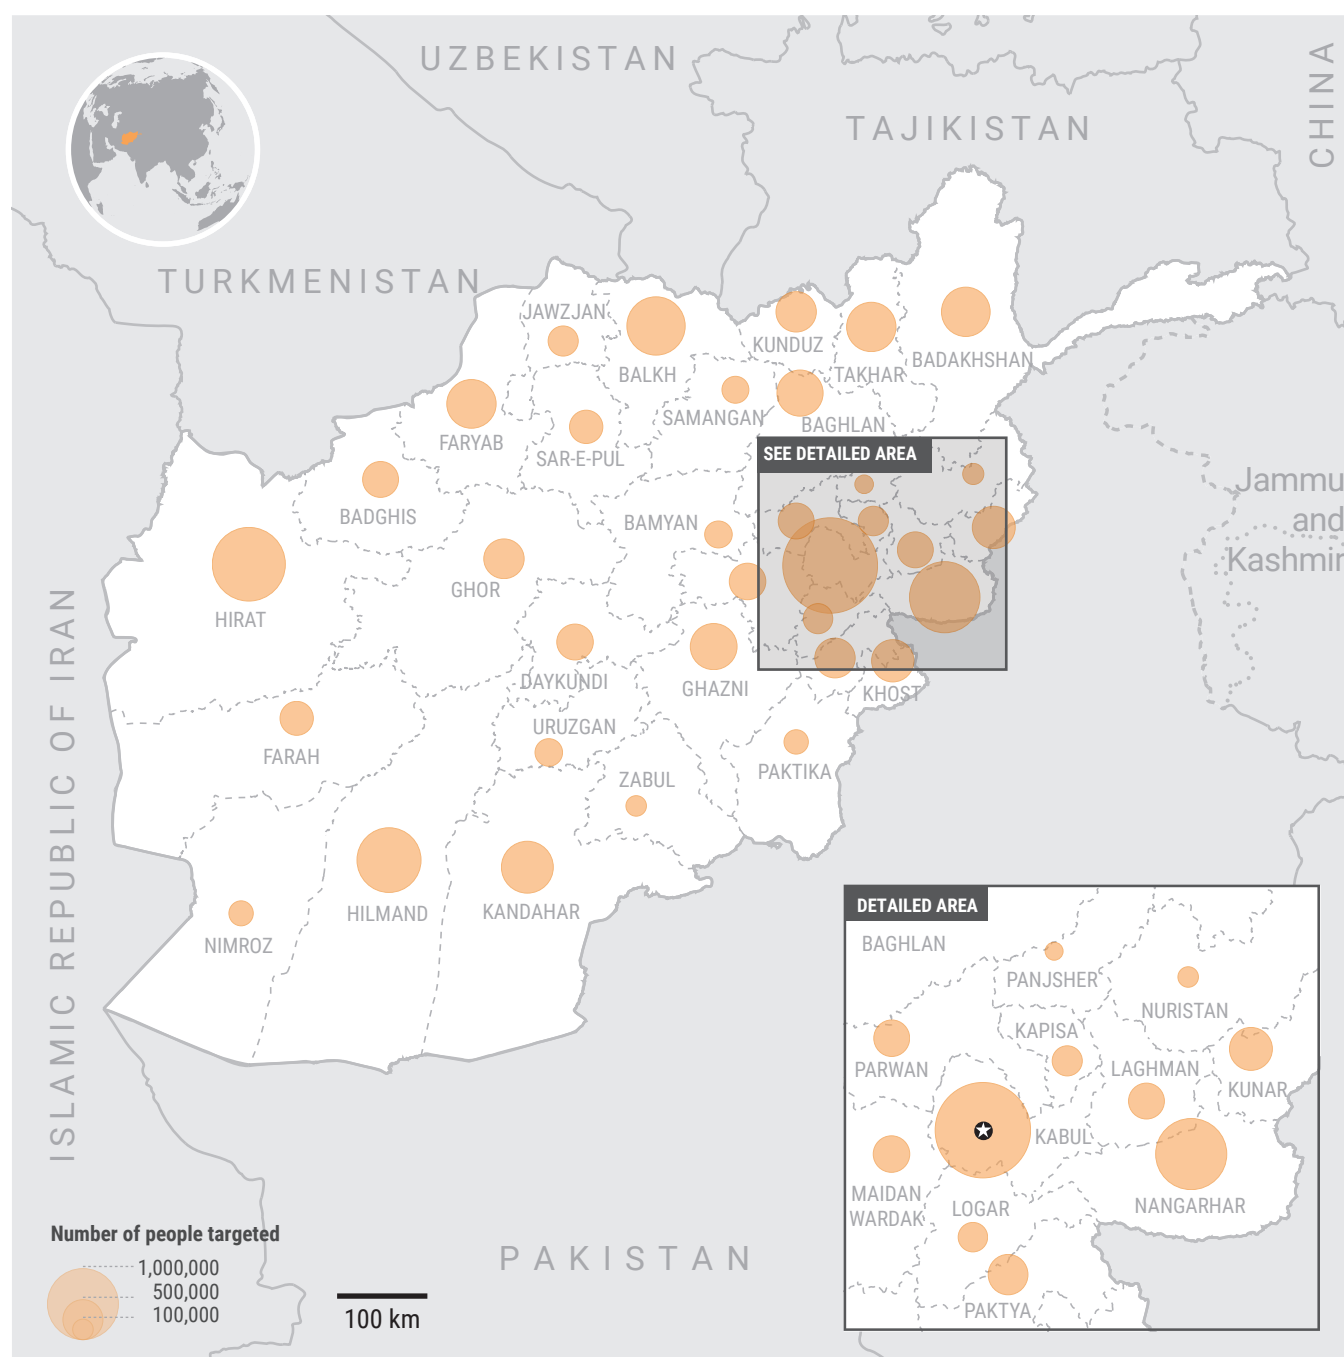 UZBEKISTAN
TAJIKISTAN
CHINA
TURKMENISTAN
JAWZJAN
BALKH
KUNDUZ
TAKHAR
BADAKHSHAN
SAMANGAN
FARYAB
SAR-E-PUL
BAGHLAN
SEE DETAILED AREA
BADGHIS
BAMYAN
Jammu
and
Kashmir
GHOR
HIRAT
DAYKUNDI
GHAZNI
KHOST
URUZGAN
FARAH
ZABUL
PAKTIKA
HILMAND
KANDAHAR
NIMROZ
ISLAMIC REPUBLIC OF IRAN
DETAILED AREA
BAGHLAN
PANJSHER
NURISTAN
KAPISA
PARWAN
LAGHMAN
KUNAR
KABUL
MAIDAN
WARDAK
LOGAR
NANGARHAR
PAKTYA
PAKISTAN
Number of people targeted
1,000,000
500,000
100,000
100 km